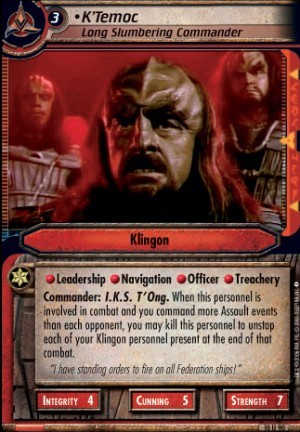 3
•K'Temoc
Long Slumbering Commander
Klingon
Leadership Navigation Officer Treachery
Commander: I.K.S. T'Ong. When this personnel
is involved in combat and you command more Assault events
than each opponent, you may kill this personnel to unstop
each of your Klingon personnel present at the end of that
combat.
"I have standing orders to fire on all Federation ships!"
INTEGRITY 4 CUNNING 5 STRENGTH 7